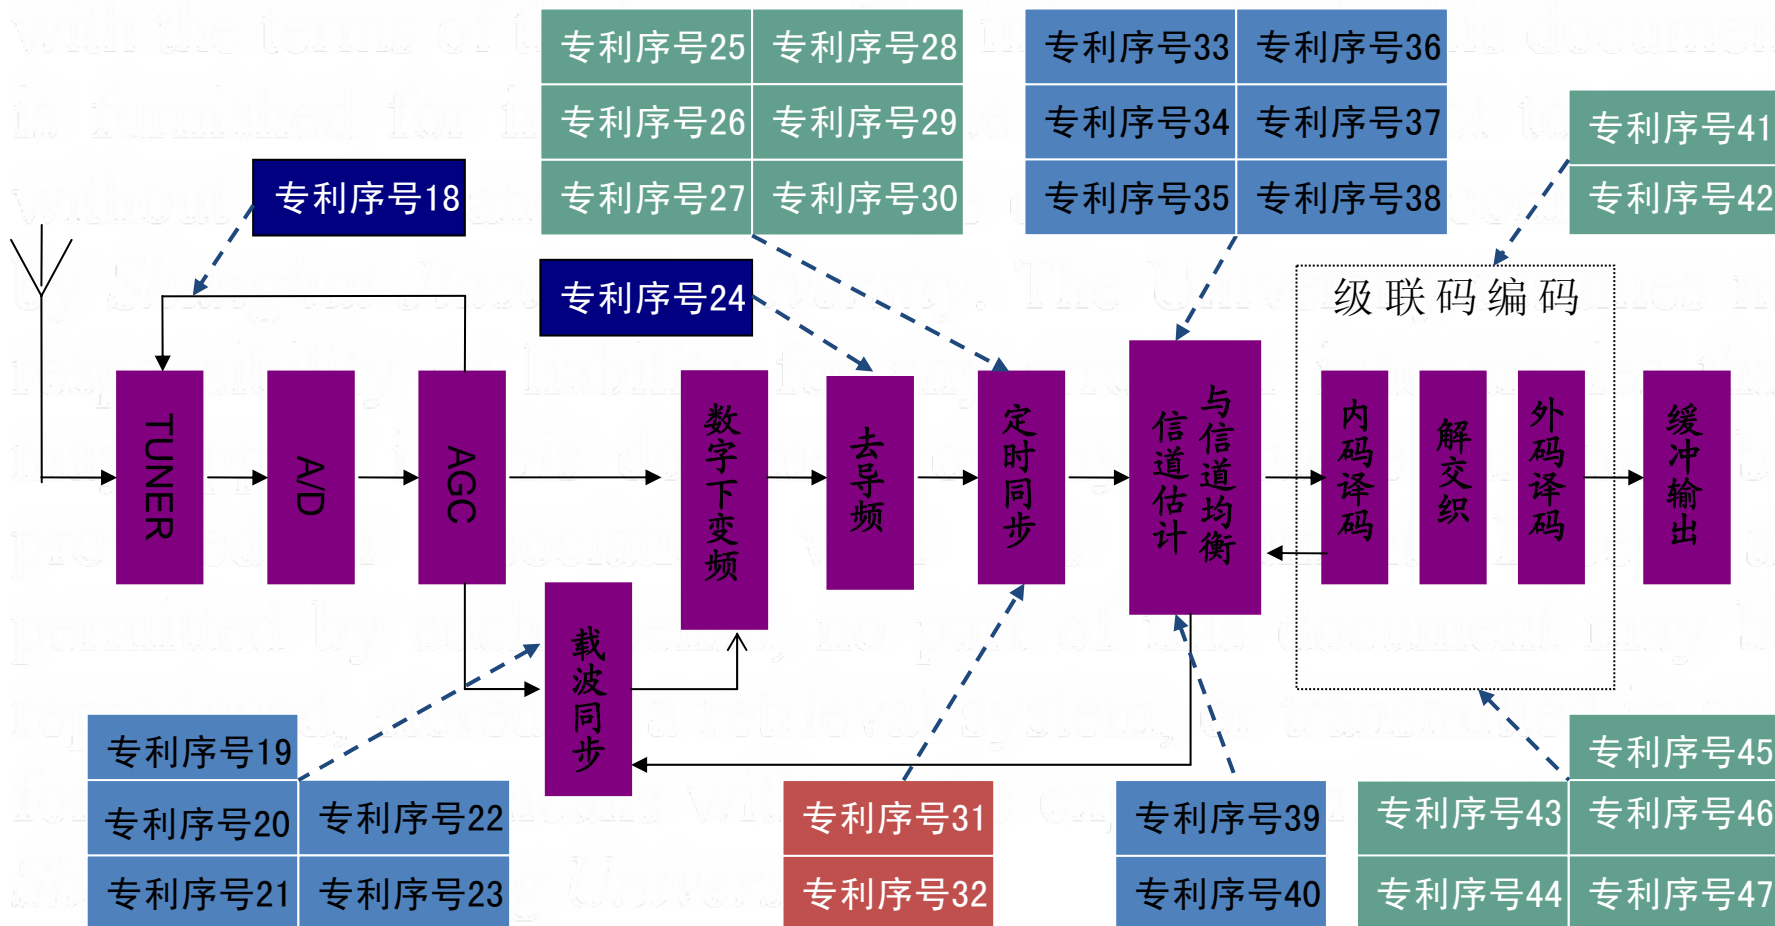 专利序号25 专利序号28
专利序号26 专利序号29
专利序号27 专利序号30
专利序号33 专利序号36
专利序号34 专利序号37
专利序号35 专利序号38
专利序号41
专利序号42
专利序号18
专利序号24
级联码编码
TUNER
A/D
AGC
数字下变频
去导频
定时同步
与信道均衡
信道估计
内码译码
解交织
外码译码
缓冲输出
载波同步
专利序号19
专利序号20 专利序号22
专利序号21 专利序号23
专利序号31
专利序号32
专利序号39
专利序号40
专利序号45
专利序号43 专利序号46
专利序号44 专利序号47